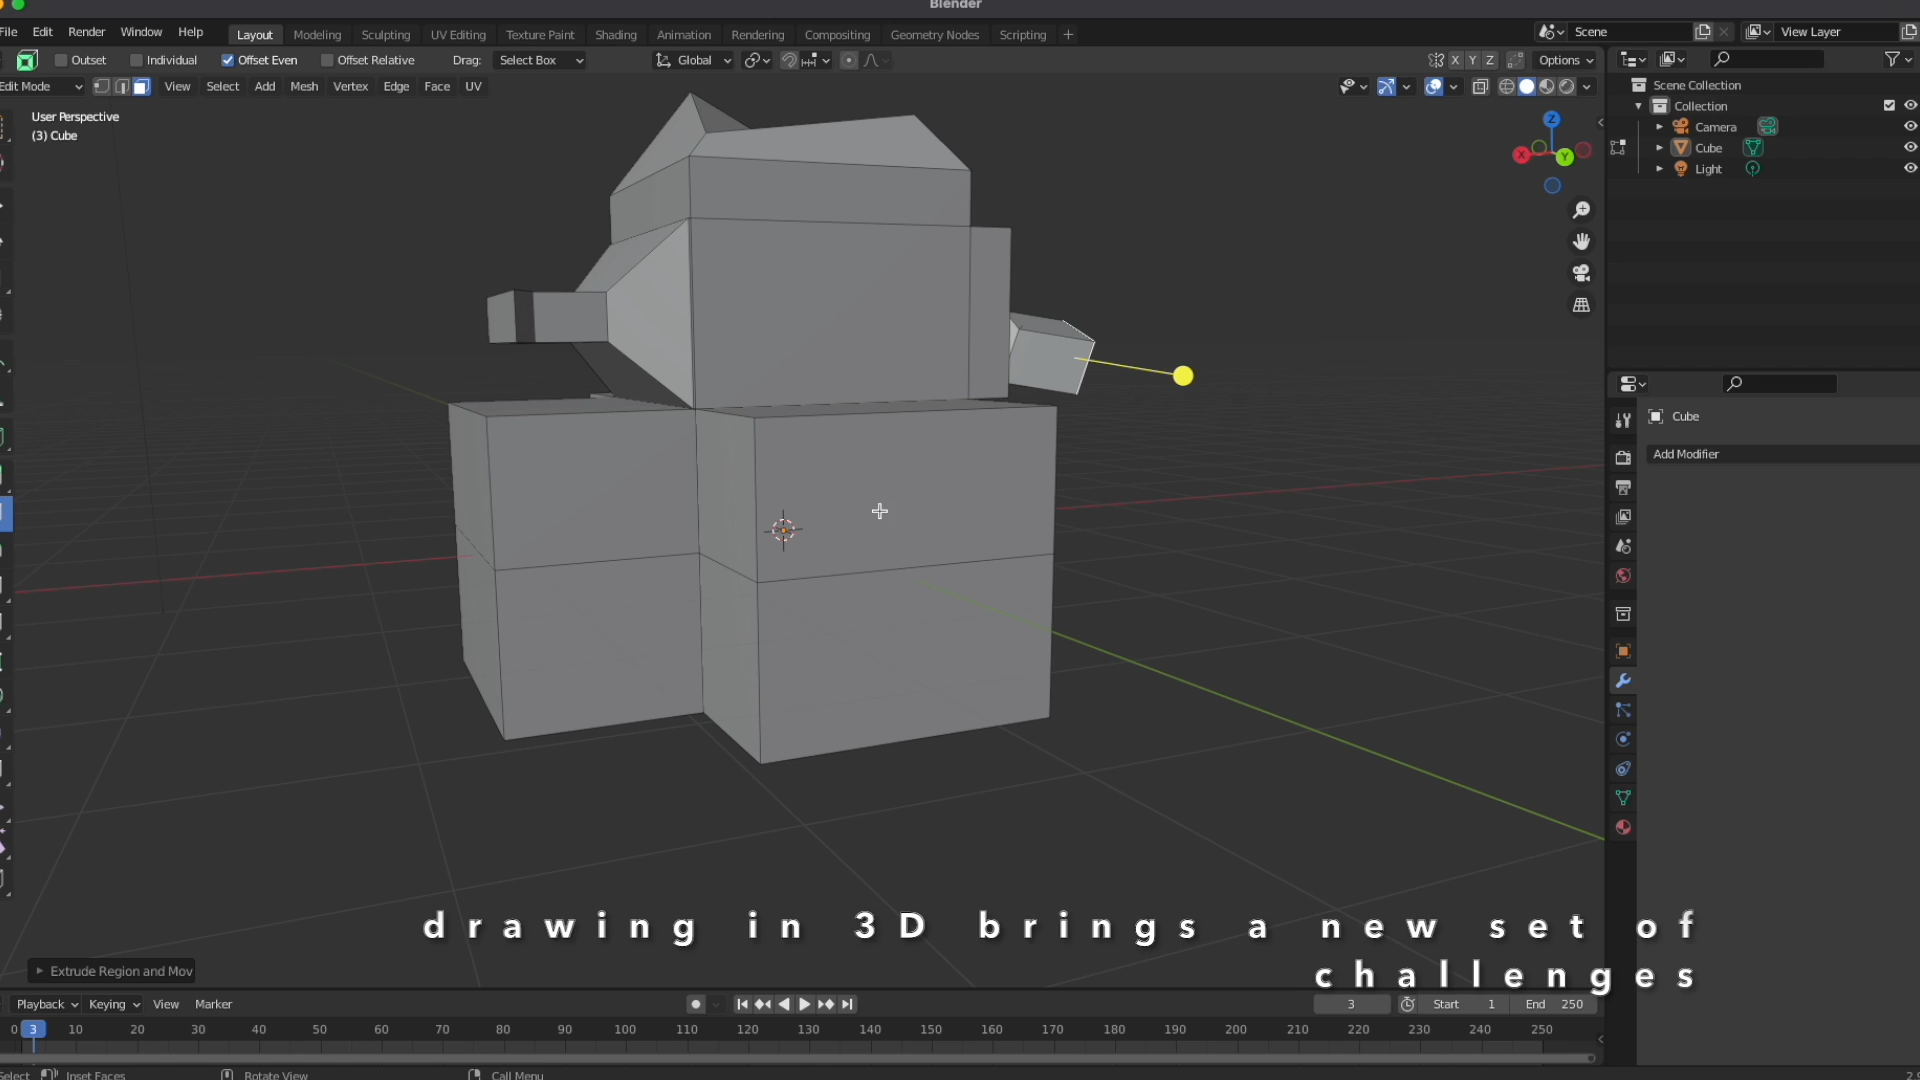 Blender
File Edit Render Window Help Layout Modeling Sculpting UV Editing Texture Paint Shading Animation Rendering Compositing Geometry Nodes Scripting + Scene View Layer
Outset Individual Offset Even Offset Relative Drag: Select Box Global X Y Z Options
Edit Mode View Select Add Mesh Vertex Edge Face UV
Scene Collection
Collection
Camera
Cube
Light
User Perspective
(3) Cube
Z
X
Y
Cube
Add Modifier
drawing in 3D brings a new set of
challenges
Extrude Region and Mov
Playback Keying View Marker 3 Start 1 End 250
0 3 10 20 30 40 50 60 70 80 90 100 110 120 130 140 150 160 170 180 190 200 210 220 230 240 250
Select Inset Faces Rotate View Call Menu